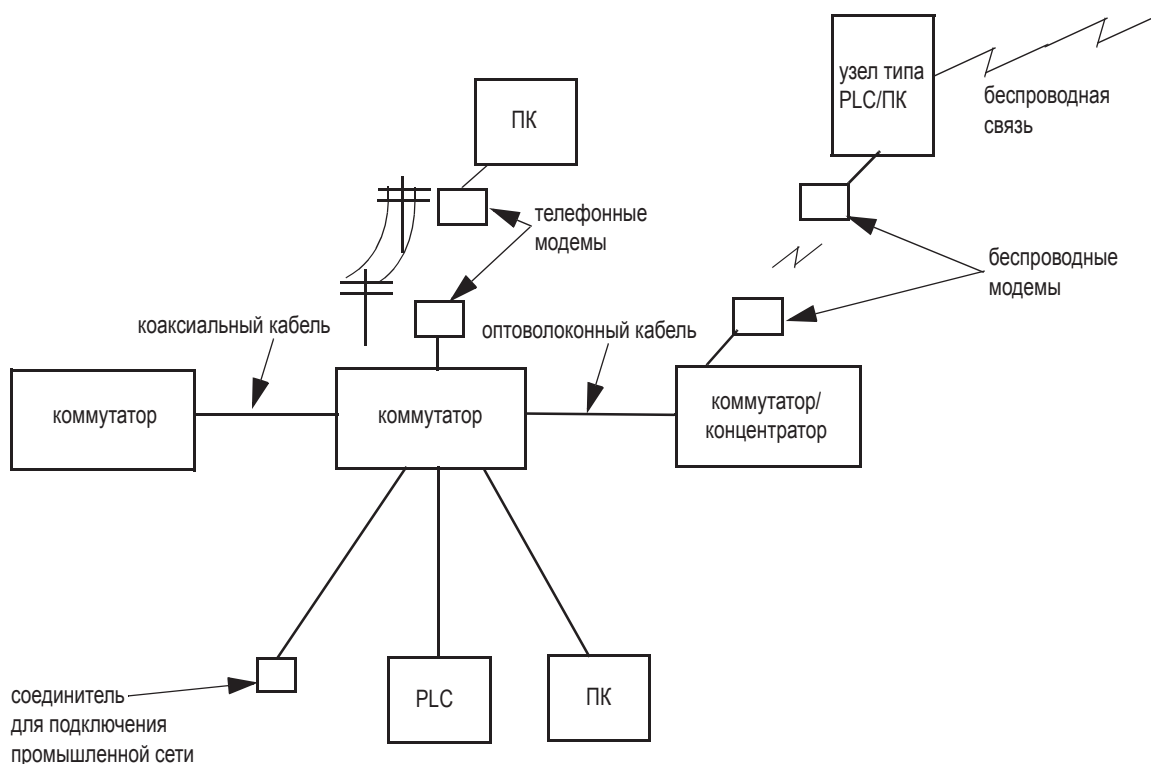 узел типа
PLC/ПК
беспроводная
связь
ПК
телефонные
модемы
беспроводные
модемы
коаксиальный кабель
оптоволоконный кабель
коммутатор
коммутатор
коммутатор/
концентратор
соединитель
для подключения
промышленной сети
PLC
ПК